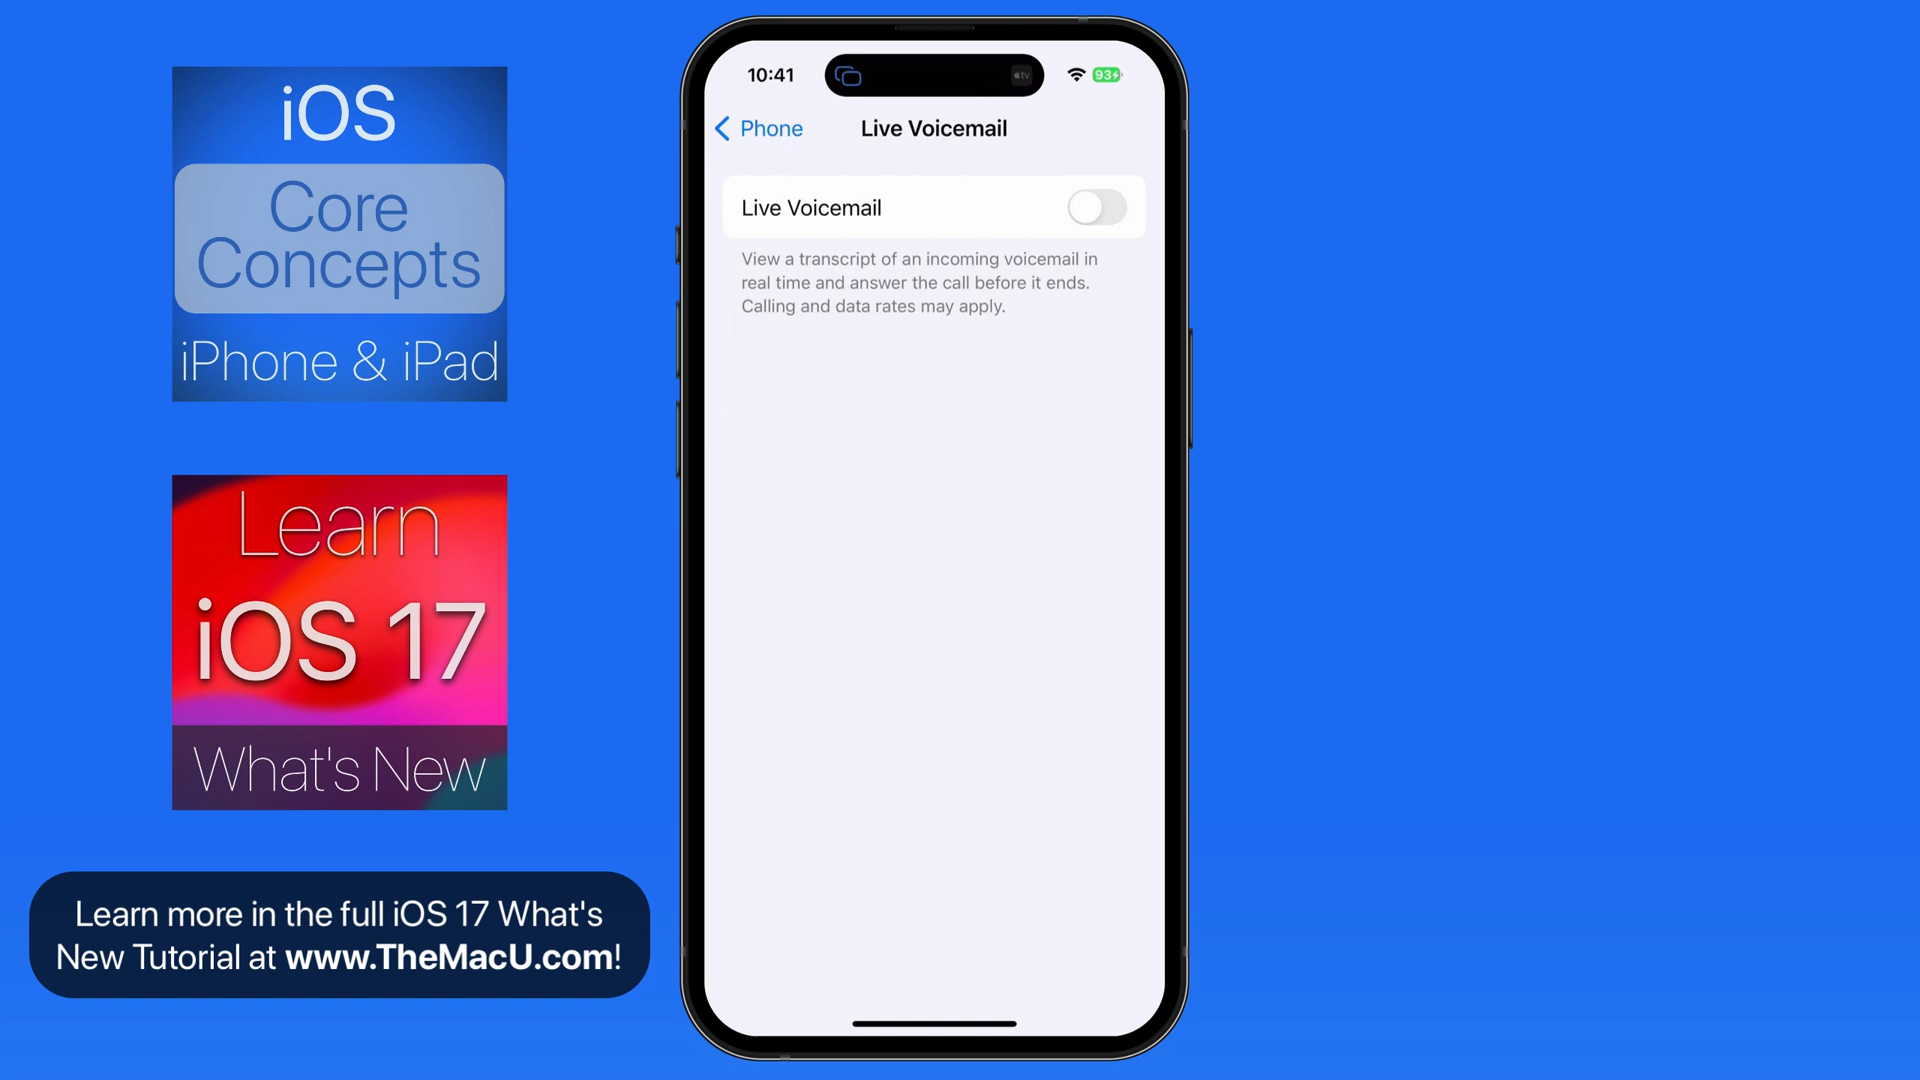 iOS
Core
Concepts
iPhone & iPad
Learn
iOS 17
What's New
Learn more in the full iOS 17 What's
New Tutorial at www.TheMacU.com!
10:41
tv
93
Phone
Live Voicemail
Live Voicemail
View a transcript of an incoming voicemail in
real time and answer the call before it ends.
Calling and data rates may apply.